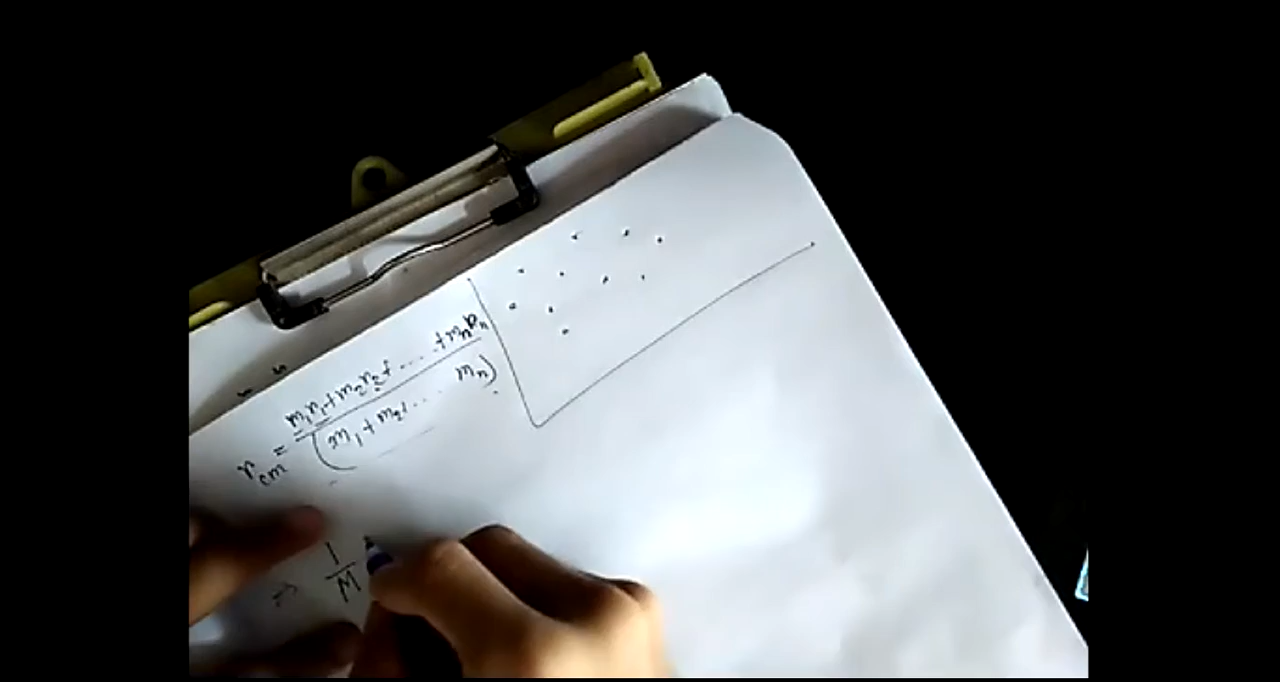 r_cm = (m₁r₁ + m₂r₂ + ... + mₙrₙ) / (m₁ + m₂ + ... mₙ)
⇒ 1/M